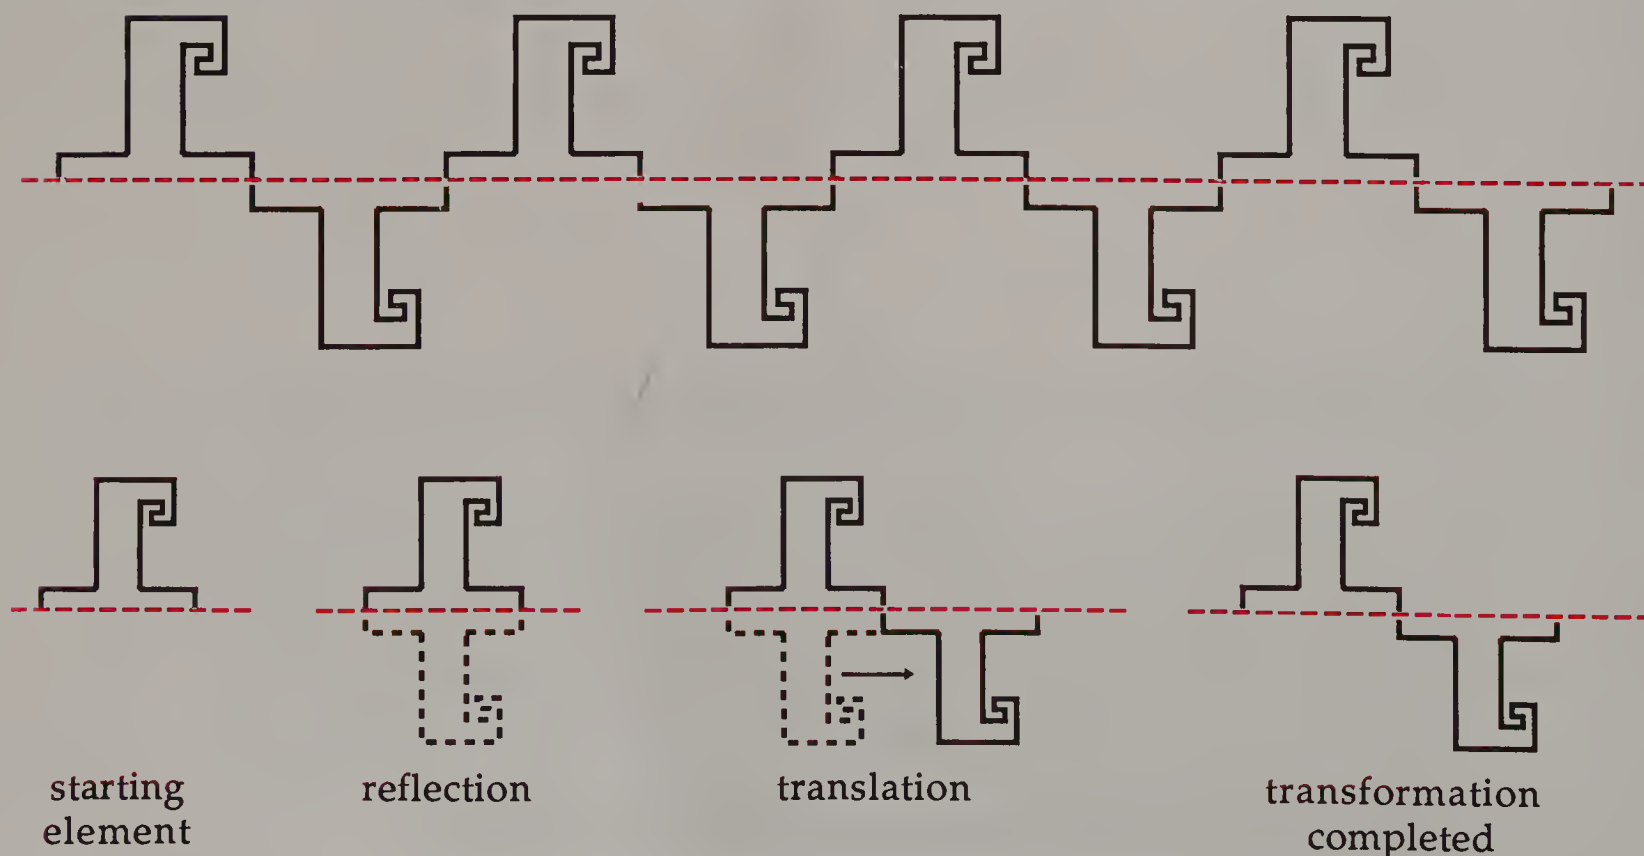 starting
element
reflection
translation
transformation
completed